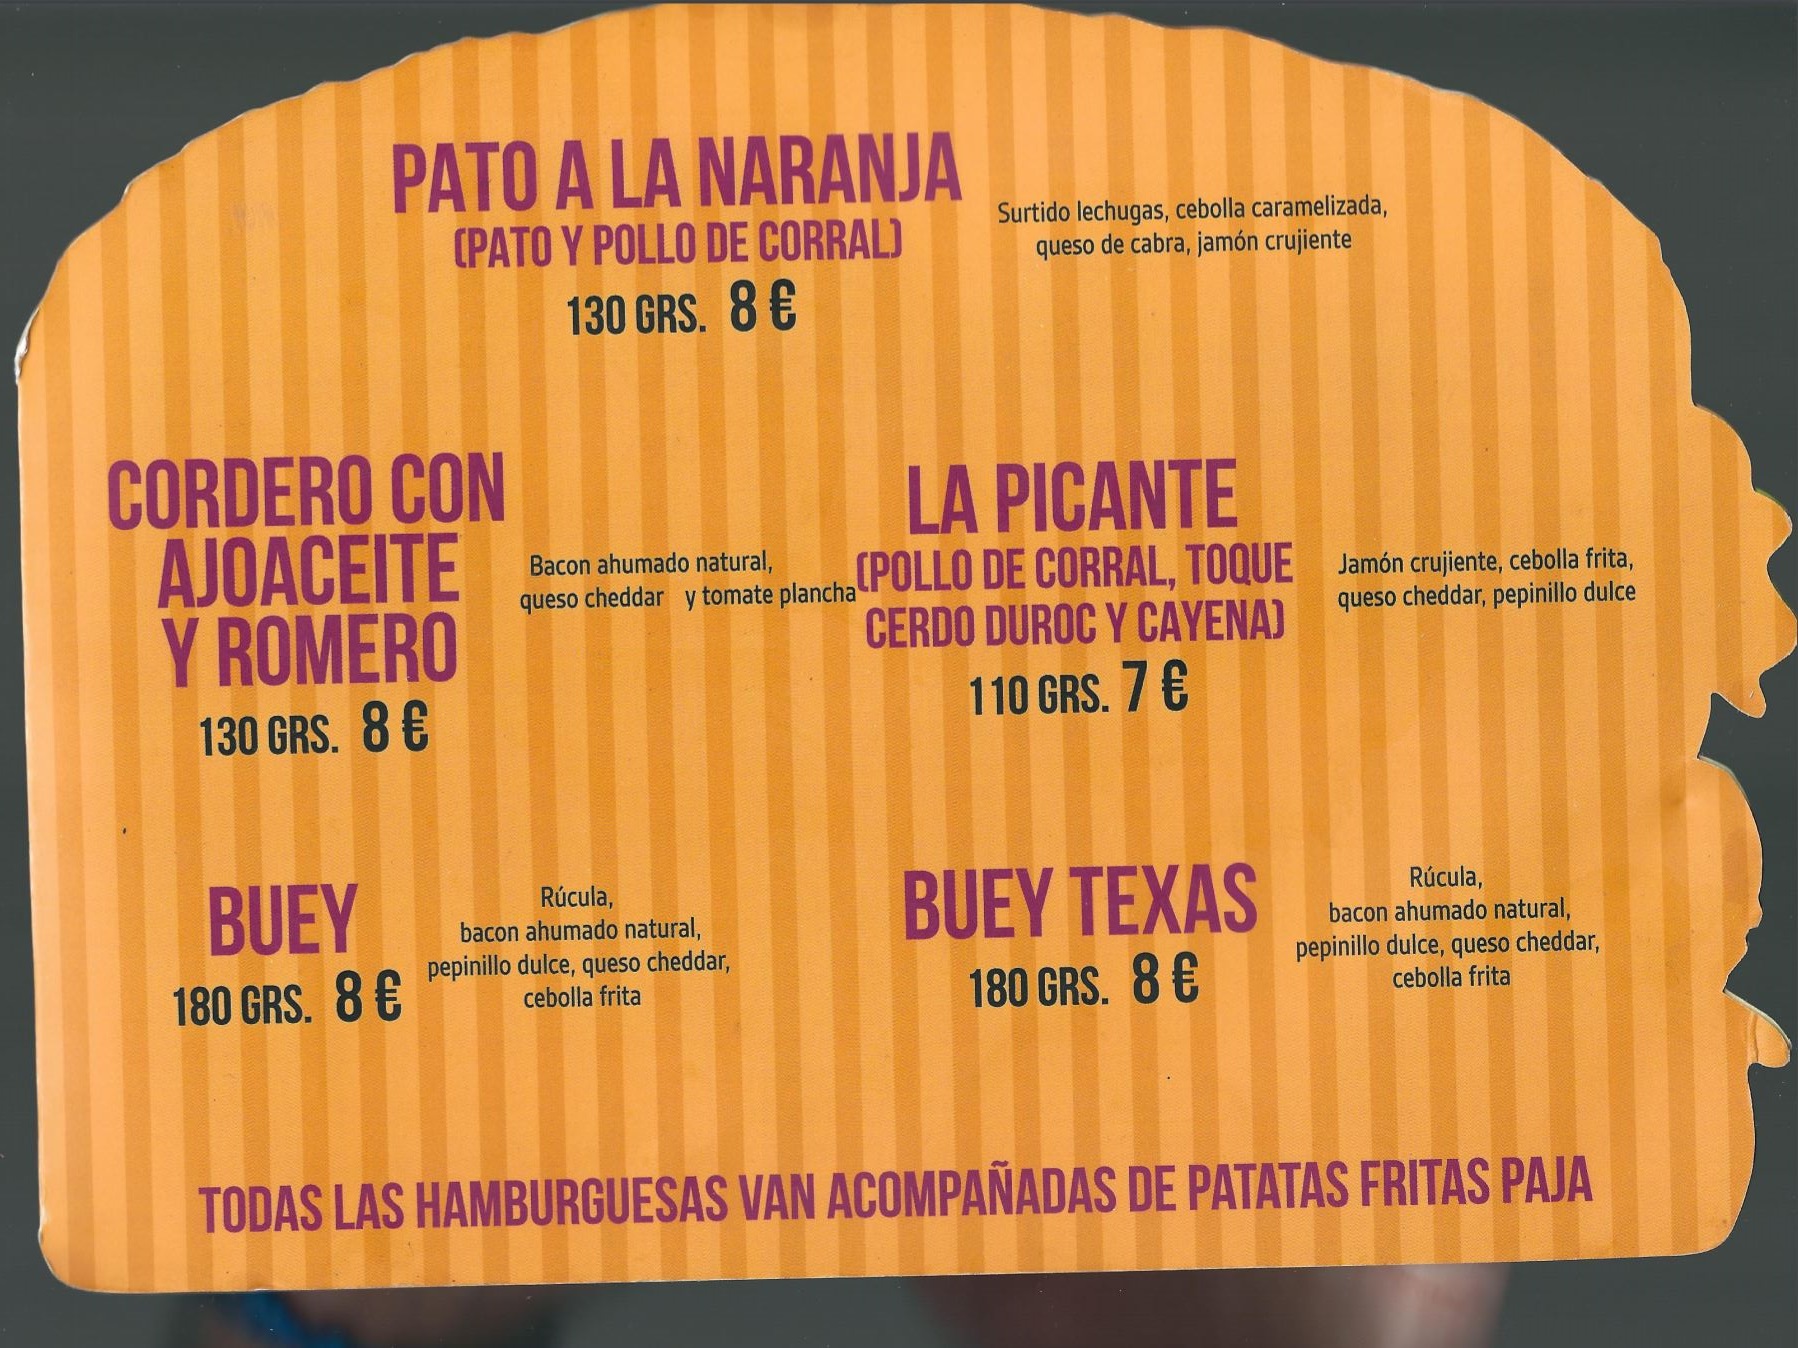 PATO A LA NARANJA
(PATO Y POLLO DE CORRAL)
130 GRS. 8 €
Surtido lechugas, cebolla caramelizada,
queso de cabra, jamón crujiente
CORDERO CON
AJOACEITE
Y ROMERO
130 GRS. 8 €
Bacon ahumado natural,
queso cheddar y tomate plancha
LA PICANTE
(POLLO DE CORRAL, TOQUE
CERDO DUROC Y CAYENA)
110 GRS. 7 €
Jamón crujiente, cebolla frita,
queso cheddar, pepinillo dulce
BUEY
180 GRS. 8 €
Rúcula,
bacon ahumado natural,
pepinillo dulce, queso cheddar,
cebolla frita
BUEY TEXAS
180 GRS. 8 €
Rúcula,
bacon ahumado natural,
pepinillo dulce, queso cheddar,
cebolla frita
TODAS LAS HAMBURGUESAS VAN ACOMPAÑADAS DE PATATAS FRITAS PAJA